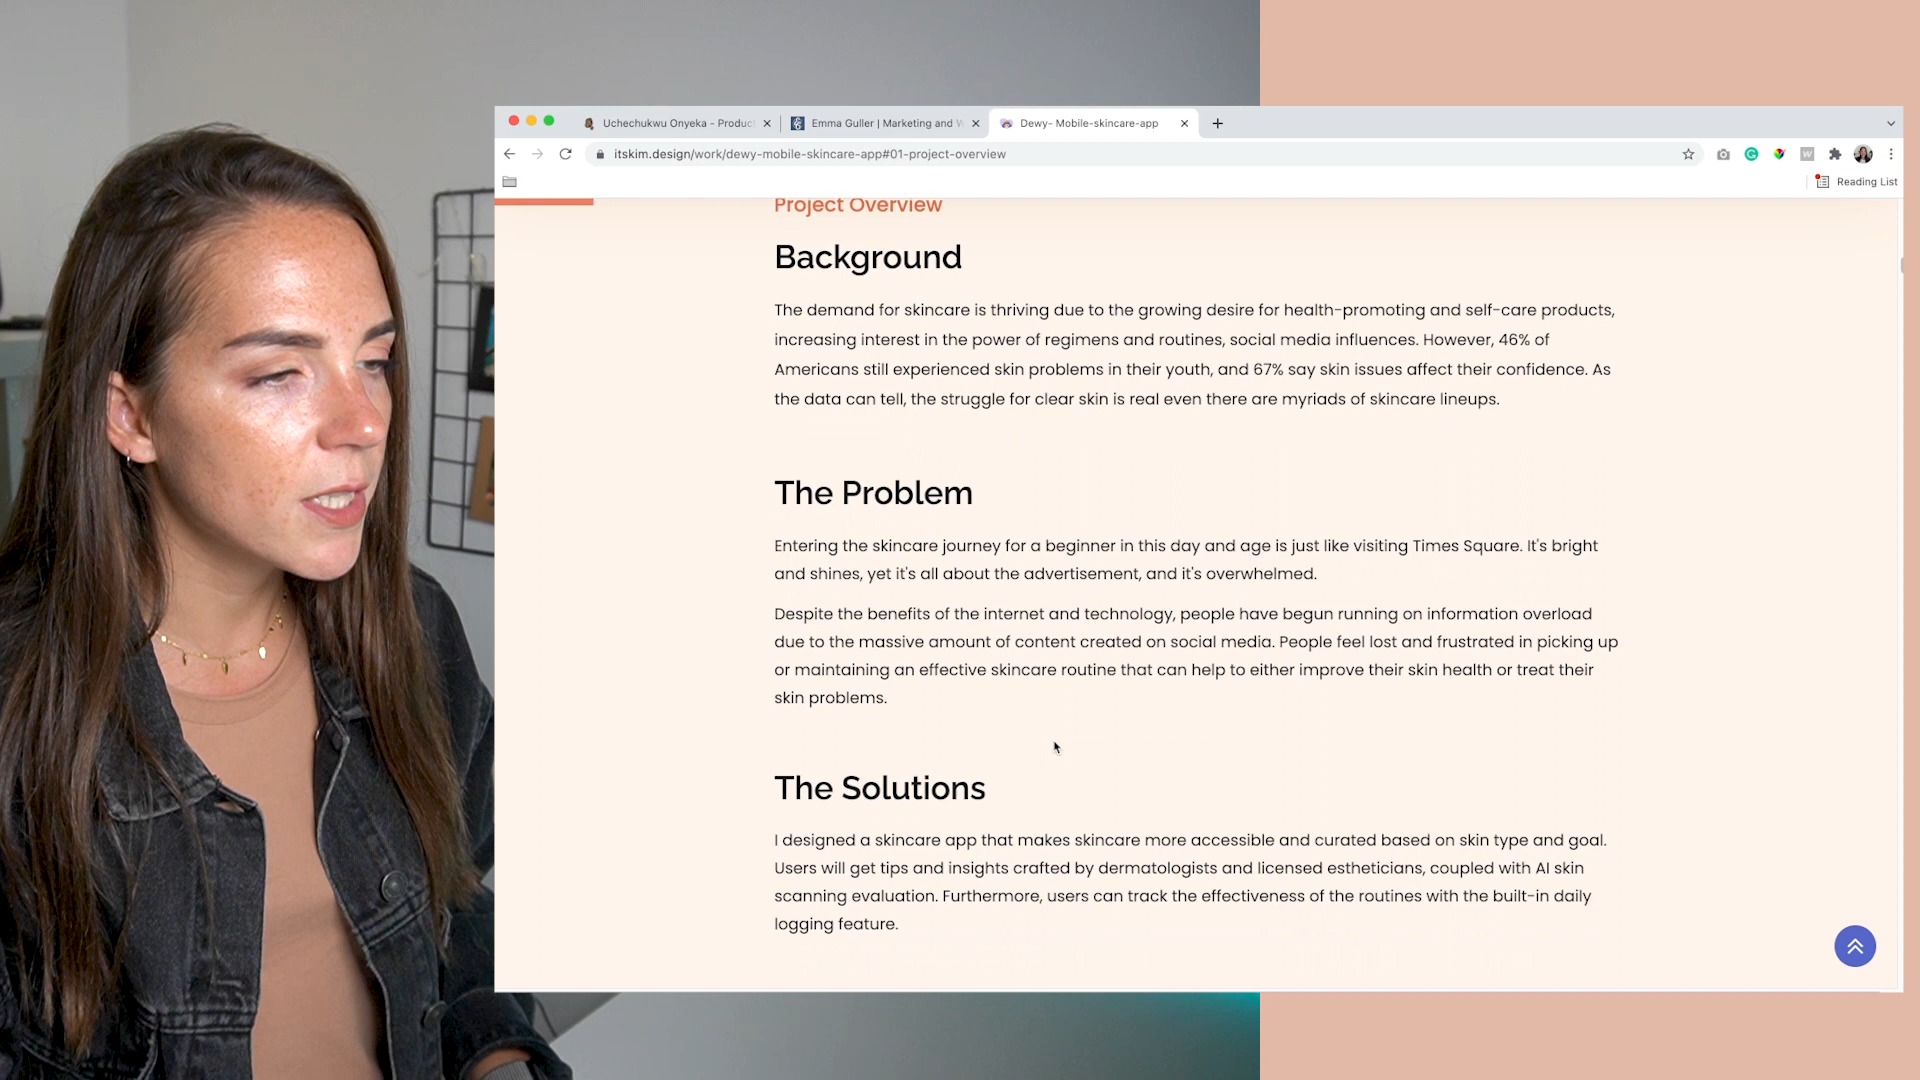 Uchechukwu Onyeka - Produc
Emma Guller | Marketing and W
Dewy- Mobile-skincare-app
itskim.design/work/dewy-mobile-skincare-app#01-project-overview
Reading List
Project Overview
Background
The demand for skincare is thriving due to the growing desire for health-promoting and self-care products,
increasing interest in the power of regimens and routines, social media influences. However, 46% of
Americans still experienced skin problems in their youth, and 67% say skin issues affect their confidence. As
the data can tell, the struggle for clear skin is real even there are myriads of skincare lineups.
The Problem
Entering the skincare journey for a beginner in this day and age is just like visiting Times Square. It's bright
and shines, yet it's all about the advertisement, and it's overwhelmed.
Despite the benefits of the internet and technology, people have begun running on information overload
due to the massive amount of content created on social media. People feel lost and frustrated in picking up
or maintaining an effective skincare routine that can help to either improve their skin health or treat their
skin problems.
The Solutions
I designed a skincare app that makes skincare more accessible and curated based on skin type and goal.
Users will get tips and insights crafted by dermatologists and licensed estheticians, coupled with AI skin
scanning evaluation. Furthermore, users can track the effectiveness of the routines with the built-in daily
logging feature.